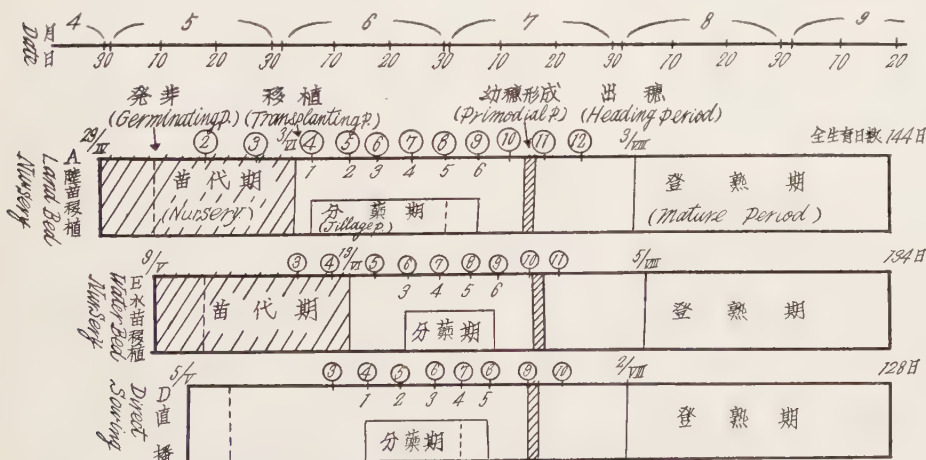 月 4 5 6 7 8 9
Date 日 30 10 20 30 10 20 30 10 20 30 10 20 30 10 20
発芽 移植 幼穂形成 出穂
(Germinating p.) (Transplanting P.) (Primodial P.) (Heading period)
29/IV ② ③ 3/VI ④ ⑤ ⑥ ⑦ ⑧ ⑨ ⑩ ⑪ ⑫ 3/VIII 全生育日数 144日
1 2 3 4 5 6
A 陸苗移植
Land Bed Nursery
苗代期
(Nursery)
分蘖期
(Tillage p.)
登熟期
(Mature Period)
9/V ③ ④ 13/VI ⑤ ⑥ ⑦ ⑧ ⑨ ⑩ ⑪ 5/VIII 134日
3 4 5 6
E 水苗移植
Water Bed Nursery
苗代期
分蘖期
登熟期
5/V ③ ④ ⑤ ⑥ ⑦ ⑧ ⑨ ⑩ 2/VIII 128日
1 2 3 4 5
D 直播
Direct Sowing
分蘖期
登熟期